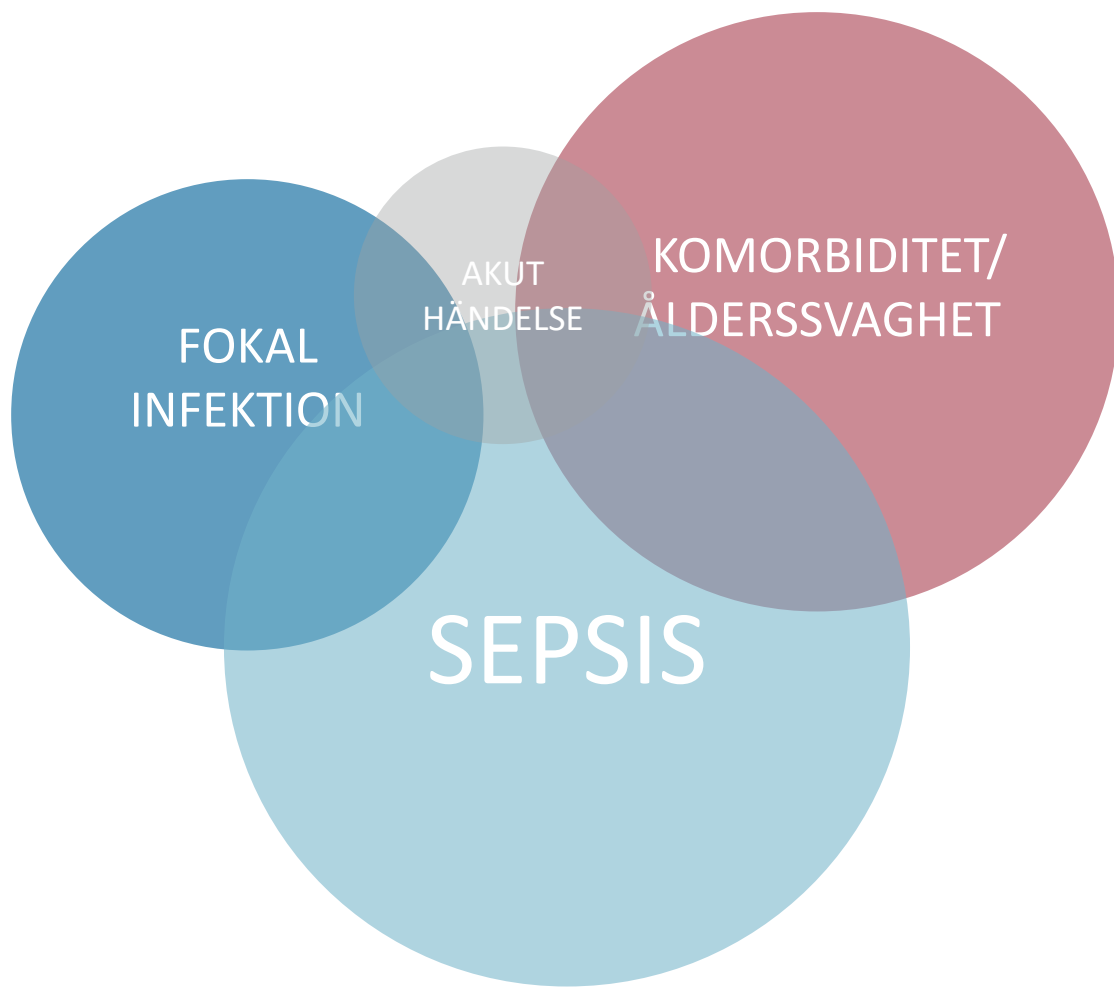 AKUT
HÄNDELSE
KOMORBIDITET/
ÅLDERSSVAGHET
FOKAL
INFEKTION
SEPSIS